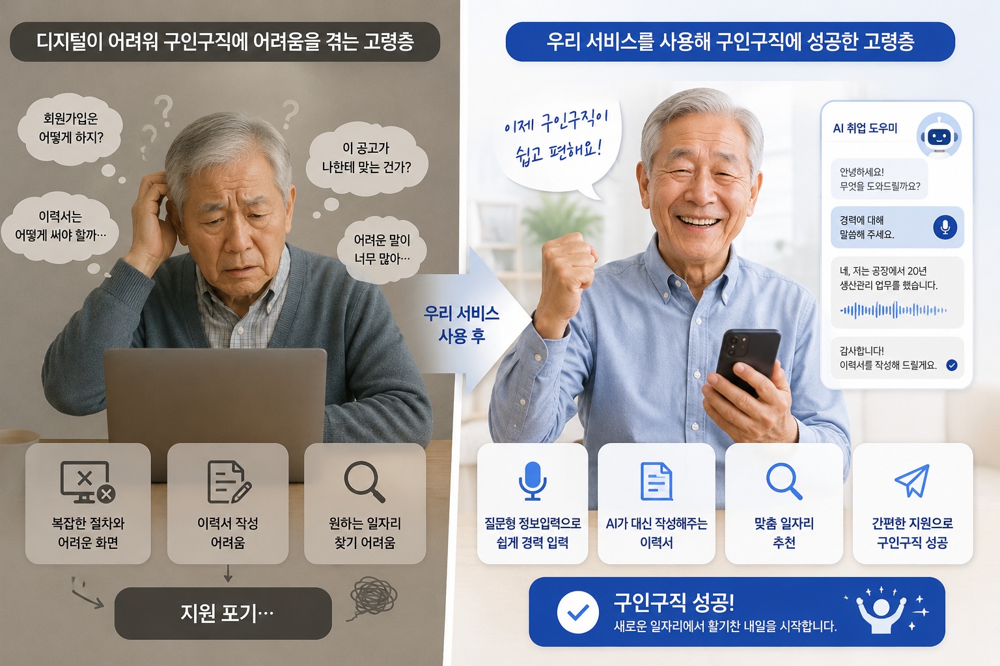 디지털이 어려워 구인구직에 어려움을 겪는 고령층
회원가입은
어떻게 하지?
이 공고가
나한테 맞는 건가?
이력서는
어떻게 써야 할까…
어려운 말이
너무 많아…
복잡한 절차와
어려운 화면
이력서 작성
어려움
원하는 일자리
찾기 어려움
지원 포기…
우리 서비스
사용 후
우리 서비스를 사용해 구인구직에 성공한 고령층
이제 구인구직이
쉽고 편해요!
AI 취업 도우미
안녕하세요!
무엇을 도와드릴까요?
경력에 대해
말씀해 주세요.
네, 저는 공장에서 20년
생산관리 업무를 했습니다.
감사합니다!
이력서를 작성해 드릴게요.
질문형 정보입력으로
쉽게 경력 입력
AI가 대신 작성해주는
이력서
맞춤 일자리
추천
간편한 지원으로
구인구직 성공
구인구직 성공!
새로운 일자리에서 활기찬 내일을 시작합니다.